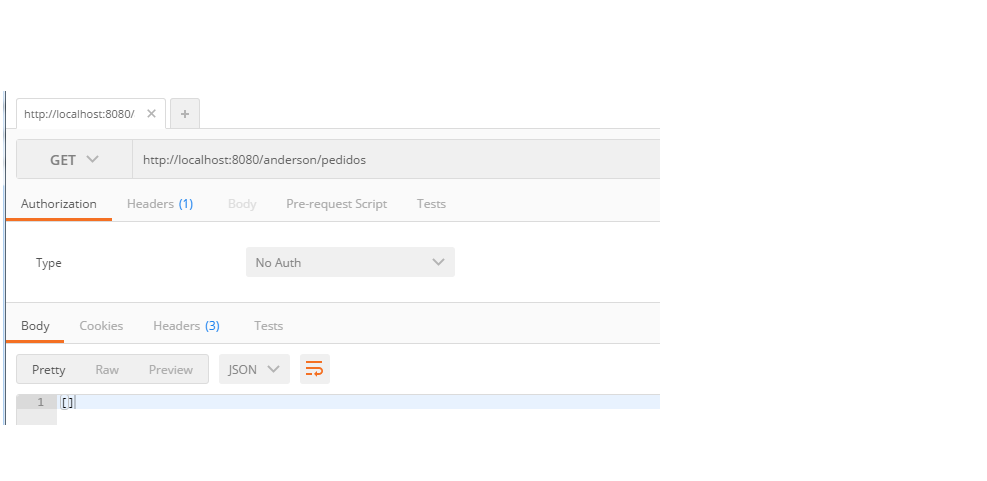 http://localhost:8080/ ✕ +
GET http://localhost:8080/anderson/pedidos
Authorization Headers (1) Body Pre-request Script Tests
Type No Auth
Body Cookies Headers (3) Tests
Pretty Raw Preview JSON
1 []